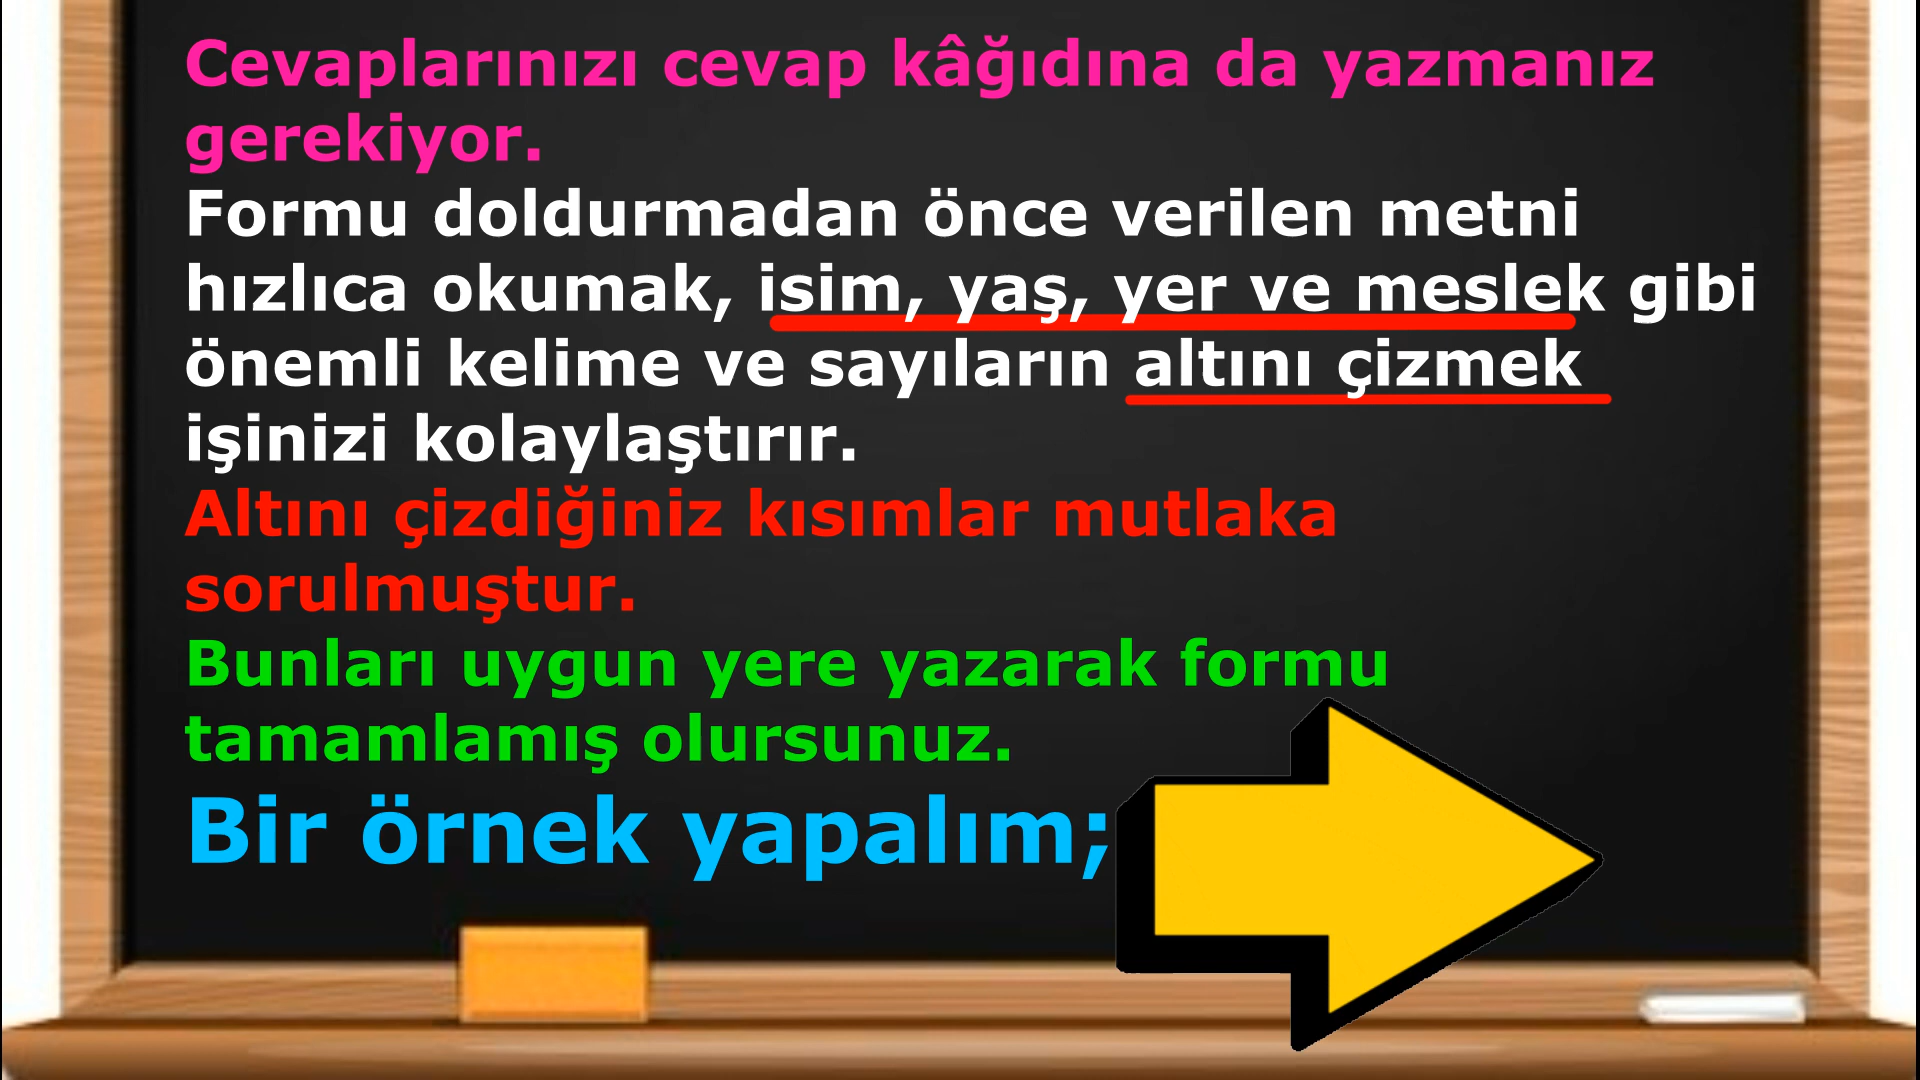 Cevaplarınızı cevap kâğıdına da yazmanız
gerekiyor.
Formu doldurmadan önce verilen metni
hızlıca okumak, isim, yaş, yer ve meslek gibi
önemli kelime ve sayıların altını çizmek
işinizi kolaylaştırır.
Altını çizdiğiniz kısımlar mutlaka
sorulmuştur.
Bunları uygun yere yazarak formu
tamamlamış olursunuz.
Bir örnek yapalım;